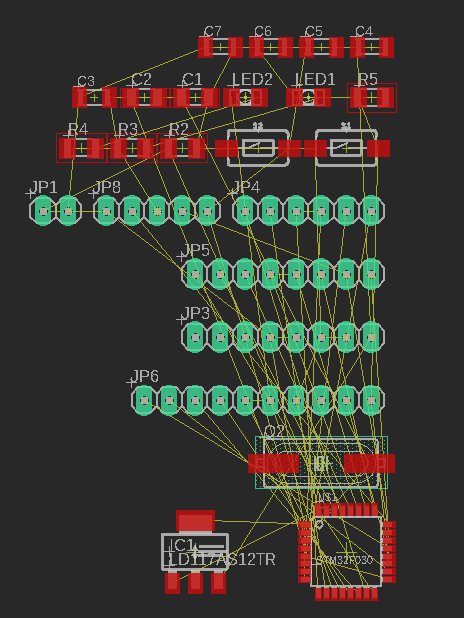 C7 C6 C5 C4
C3 C2 C1 LED2 LED1 R5
R4 R3 R2
JP1 JP8 JP4
JP5
JP3
JP6
Q2
IC1
LD117AS12TR
STM32F030